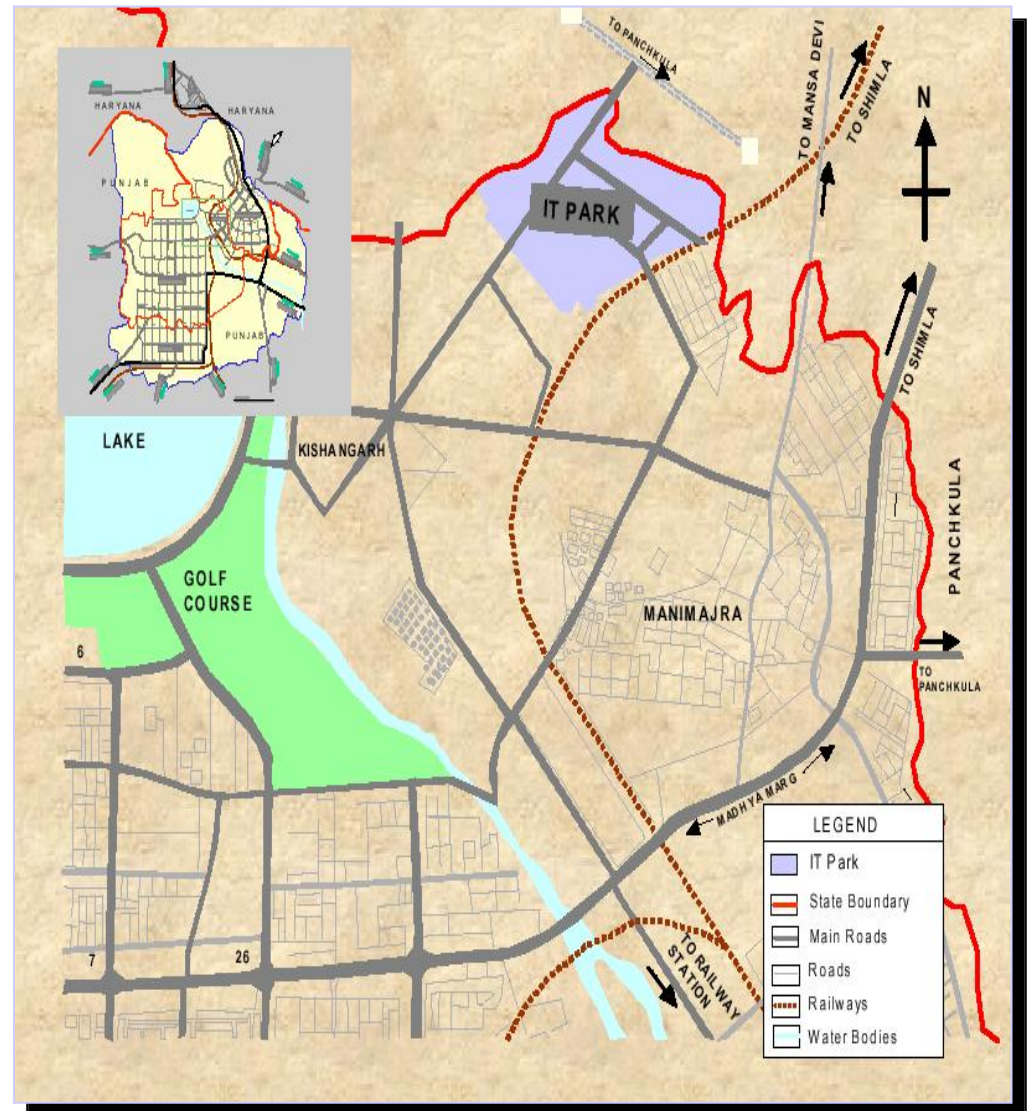 TO PANCHKULA
HARYANA
HARYANA
PUNJAB
PUNJAB
TO MANSA DEVI
TO SHIMLA
N
IT PARK
TO SHIMLA
LAKE
KISHANGARH
PANCHKULA
GOLF
COURSE
MANIMAJRA
6
TO
PANCHKULA
MADHYA MARG
7
26
TO RAILWAY
STATION
LEGEND
IT Park
State Boundary
Main Roads
Roads
Railways
Water Bodies